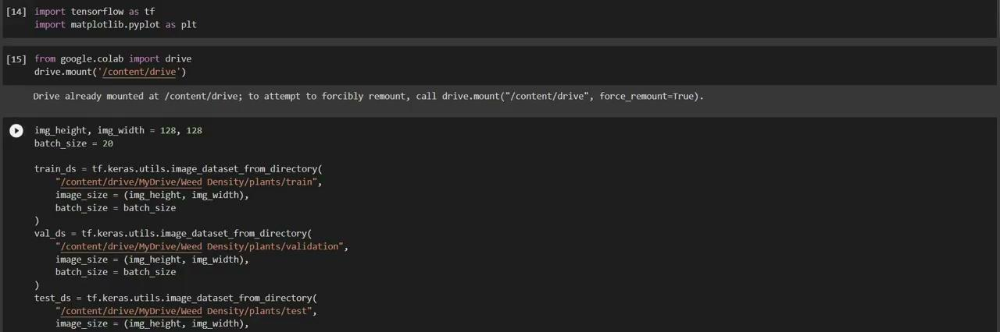 [14] import tensorflow as tf
import matplotlib.pyplot as plt
[15] from google.colab import drive
drive.mount('/content/drive')
Drive already mounted at /content/drive; to attempt to forcibly remount, call drive.mount("/content/drive", force_remount=True).
img_height, img_width = 128, 128
batch_size = 20
train_ds = tf.keras.utils.image_dataset_from_directory(
"/content/drive/MyDrive/Weed Density/plants/train",
image_size = (img_height, img_width),
batch_size = batch_size
)
val_ds = tf.keras.utils.image_dataset_from_directory(
"/content/drive/MyDrive/Weed Density/plants/validation",
image_size = (img_height, img_width),
batch_size = batch_size
)
test_ds = tf.keras.utils.image_dataset_from_directory(
"/content/drive/MyDrive/Weed Density/plants/test",
image_size = (img_height, img_width),